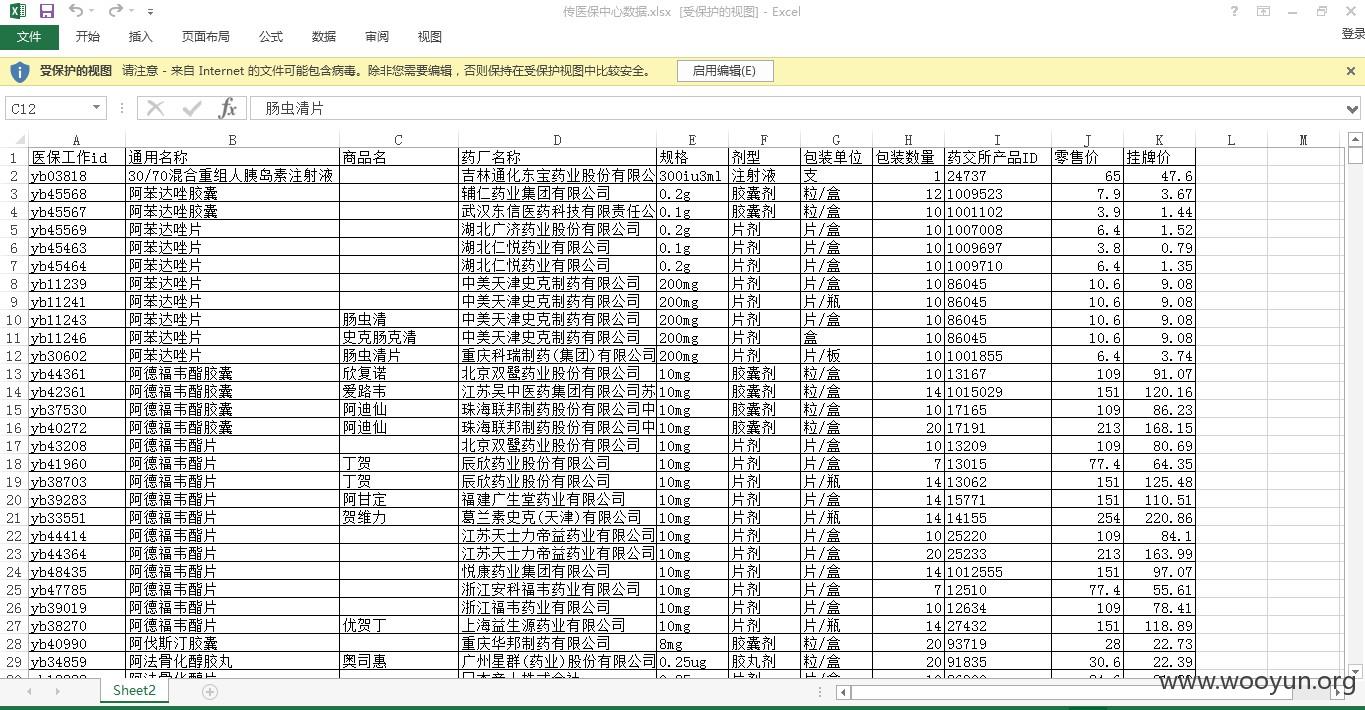 传医保中心数据.xlsx [受保护的视图] - Excel
文件 开始 插入 页面布局 公式 数据 审阅 视图 登录
受保护的视图 请注意 - 来自 Internet 的文件可能包含病毒。除非您需要编辑，否则保持在受保护视图中比较安全。 启用编辑(E)
C12 fx 肠虫清片
A B C D E F G H I J K L M
1 医保工作id 通用名称 商品名 药厂名称 规格 剂型 包装单位 包装数量 药交所产品ID 零售价 挂牌价
2 yb03818 30/70混合重组人胰岛素注射液 吉林通化东宝药业股份有限公 300iu3ml 注射液 支 1 24737 65 47.6
3 yb45568 阿苯达唑胶囊 辅仁药业集团有限公司 0.2g 胶囊剂 粒/盒 12 1009523 7.9 3.67
4 yb45567 阿苯达唑胶囊 武汉东信医药科技有限责任公 0.1g 胶囊剂 粒/盒 10 1001102 3.9 1.44
5 yb45569 阿苯达唑片 湖北广济药业股份有限公司 0.2g 片剂 片/盒 10 1007008 6.4 1.52
6 yb45463 阿苯达唑片 湖北仁悦药业有限公司 0.1g 片剂 片/盒 10 1009697 3.8 0.79
7 yb45464 阿苯达唑片 湖北仁悦药业有限公司 0.2g 片剂 片/盒 10 1009710 6.4 1.35
8 yb11239 阿苯达唑片 中美天津史克制药有限公司 200mg 片剂 片/盒 10 86045 10.6 9.08
9 yb11241 阿苯达唑片 中美天津史克制药有限公司 200mg 片剂 片/瓶 10 86045 10.6 9.08
10 yb11243 阿苯达唑片 肠虫清 中美天津史克制药有限公司 200mg 片剂 片/盒 10 86045 10.6 9.08
11 yb11246 阿苯达唑片 史克肠克清 中美天津史克制药有限公司 200mg 片剂 盒 10 86045 10.6 9.08
12 yb30602 阿苯达唑片 肠虫清片 重庆科瑞制药(集团)有限公司 200mg 片剂 片/板 10 1001855 6.4 3.74
13 yb44361 阿德福韦酯胶囊 欣复诺 北京双鹭药业股份有限公司 10mg 胶囊剂 粒/盒 10 13167 109 91.07
14 yb42361 阿德福韦酯胶囊 爱路韦 江苏吴中医药集团有限公司苏 10mg 胶囊剂 粒/盒 14 1015029 151 120.16
15 yb37530 阿德福韦酯胶囊 阿迪仙 珠海联邦制药股份有限公司中 10mg 胶囊剂 粒/盒 10 17165 109 86.23
16 yb40272 阿德福韦酯胶囊 阿迪仙 珠海联邦制药股份有限公司中 10mg 胶囊剂 粒/盒 20 17191 213 168.15
17 yb43208 阿德福韦酯片 北京双鹭药业股份有限公司 10mg 片剂 片/盒 10 13209 109 80.69
18 yb41960 阿德福韦酯片 丁贺 辰欣药业股份有限公司 10mg 片剂 片/盒 7 13015 77.4 64.35
19 yb38703 阿德福韦酯片 丁贺 辰欣药业股份有限公司 10mg 片剂 片/瓶 14 13062 151 125.48
20 yb39283 阿德福韦酯片 阿甘定 福建广生堂药业有限公司 10mg 片剂 片/盒 14 15771 151 110.51
21 yb33551 阿德福韦酯片 贺维力 葛兰素史克(天津)有限公司 10mg 片剂 片/瓶 14 14155 254 220.86
22 yb44414 阿德福韦酯片 江苏天士力帝益药业有限公司 10mg 片剂 片/盒 10 25220 109 84.1
23 yb44364 阿德福韦酯片 江苏天士力帝益药业有限公司 10mg 片剂 片/盒 20 25233 213 163.99
24 yb48435 阿德福韦酯片 悦康药业集团有限公司 10mg 片剂 片/盒 14 1012555 151 97.07
25 yb47785 阿德福韦酯片 浙江安科福韦药业有限公司 10mg 片剂 片/盒 7 12510 77.4 55.61
26 yb39019 阿德福韦酯片 浙江福韦药业有限公司 10mg 片剂 片/盒 10 12634 109 78.41
27 yb38270 阿德福韦酯片 优贺丁 上海益生源药业有限公司 10mg 片剂 片/瓶 14 27432 151 118.89
28 yb40990 阿伐斯汀胶囊 重庆华邦制药有限公司 8mg 胶囊剂 粒/盒 20 93719 28 22.73
29 yb34859 阿法骨化醇胶丸 奥司惠 广州星群(药业)股份有限公司 0.25ug 胶丸剂 粒/盒 20 91835 30.6 22.39
Sheet2
www.wooyun.org